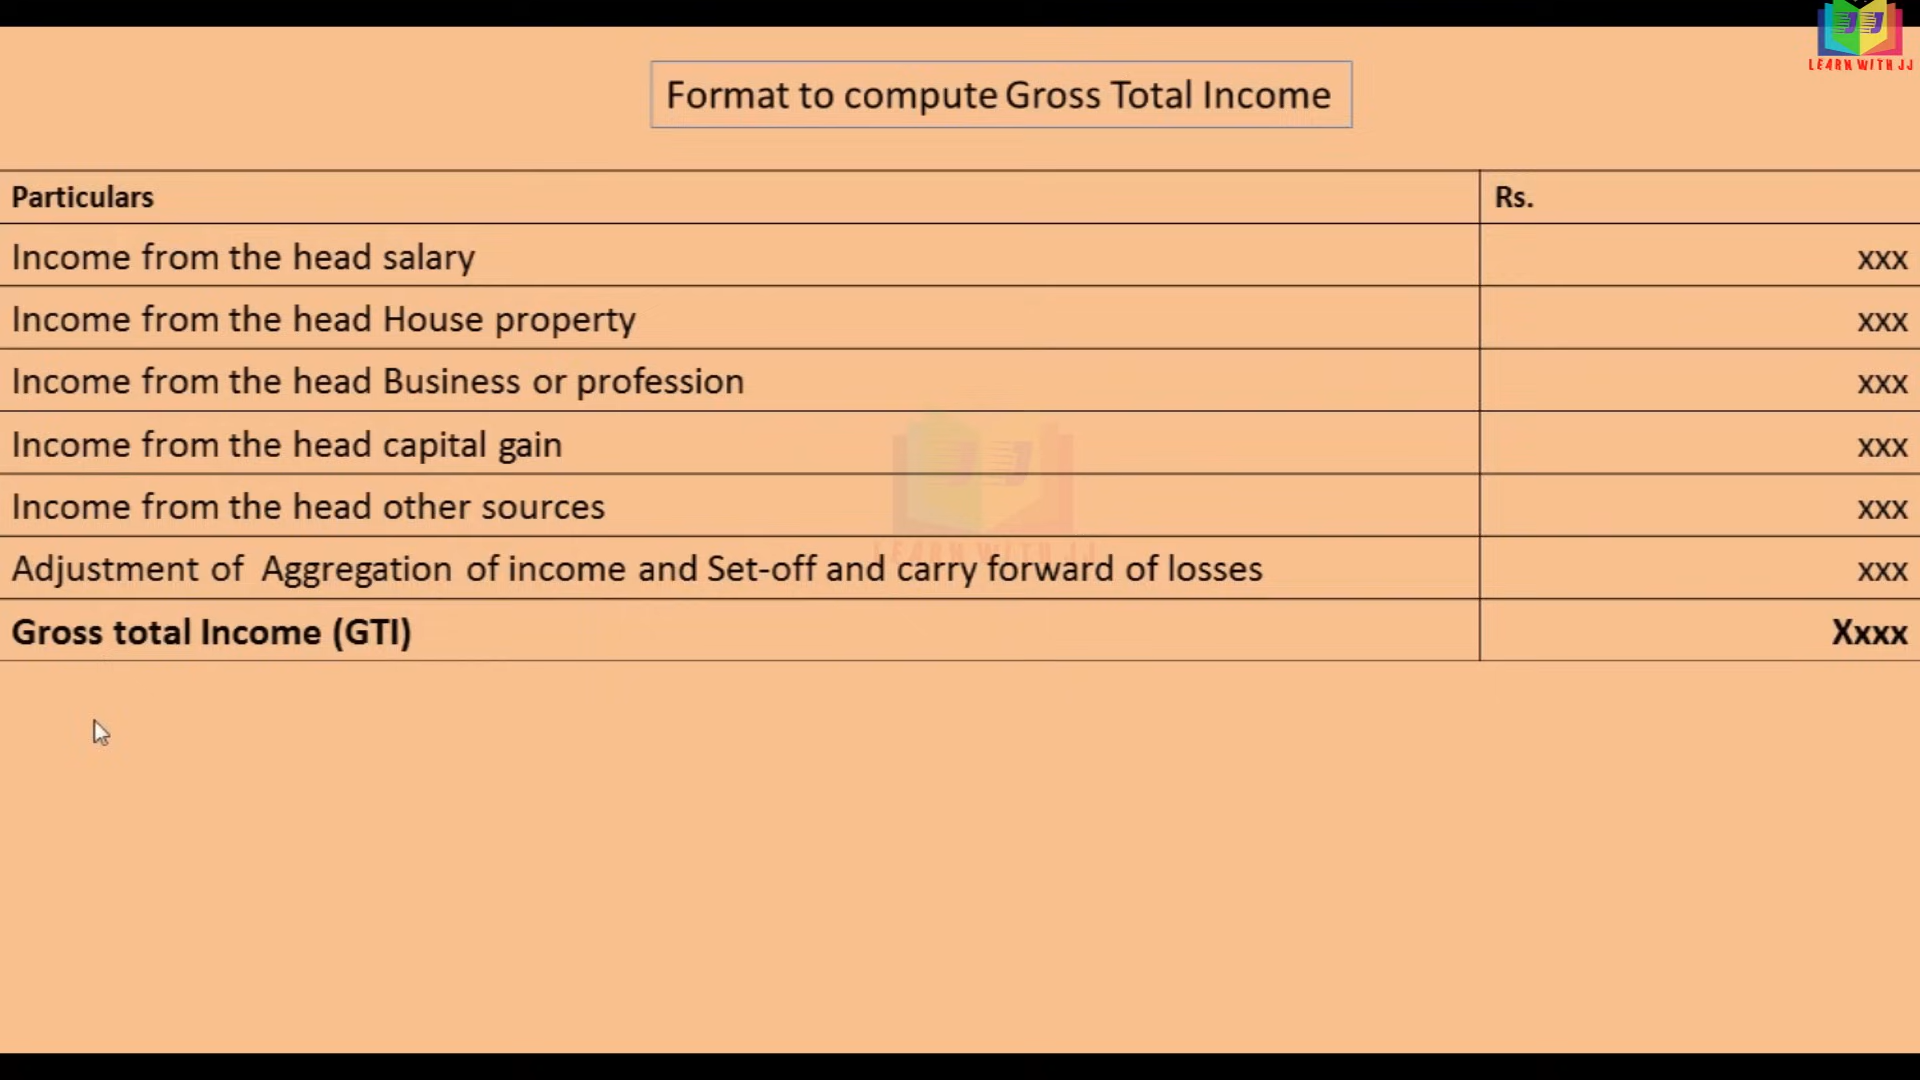 LEARN WITH JJ
Format to compute Gross Total Income
Particulars Rs.
Income from the head salary xxx
Income from the head House property xxx
Income from the head Business or profession xxx
Income from the head capital gain xxx
Income from the head other sources xxx
LEARN WITH JJ
Adjustment of Aggregation of income and Set-off and carry forward of losses xxx
Gross total Income (GTI) Xxxx